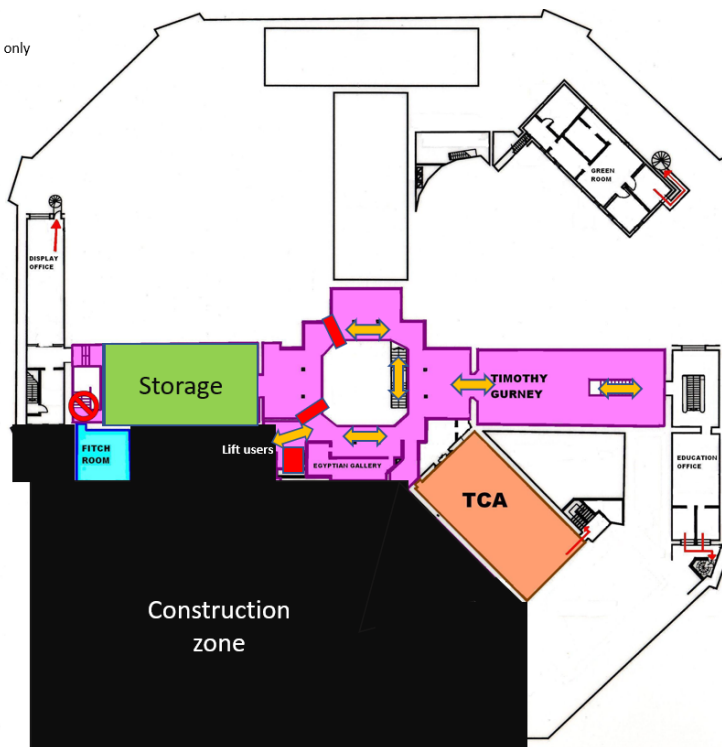 only
GREEN
ROOM
DISPLAY
OFFICE
Storage
TIMOTHY
GURNEY
Lift users
FITCH
ROOM
EGYPTIAN GALLERY
EDUCATION
OFFICE
TCA
Construction
zone